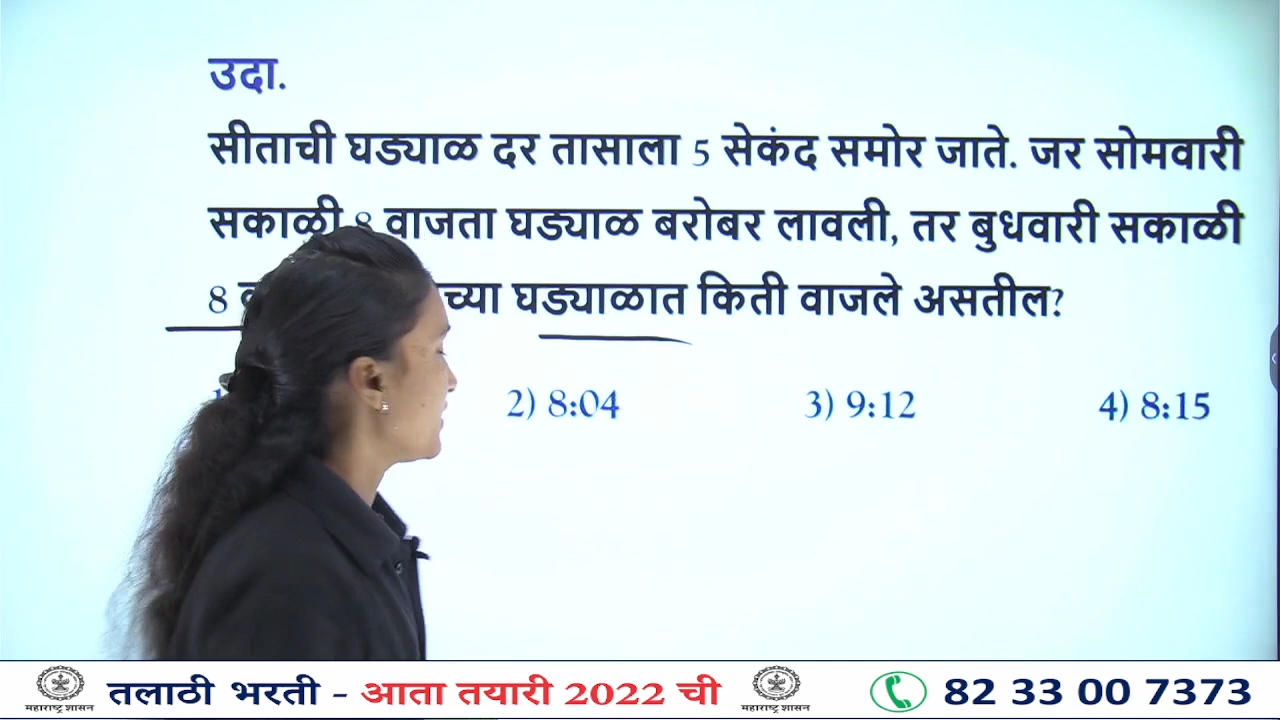 उदा.
सीताची घड्याळ दर तासाला 5 सेकंद समोर जाते. जर सोमवारी
सकाळी 8 वाजता घड्याळ बरोबर लावली, तर बुधवारी सकाळी
8 च्या घड्याळात किती वाजले असतील?
2) 8:04 3) 9:12 4) 8:15
महाराष्ट्र शासन तलाठी भरती - आता तयारी 2022 ची महाराष्ट्र शासन 82 33 00 7373